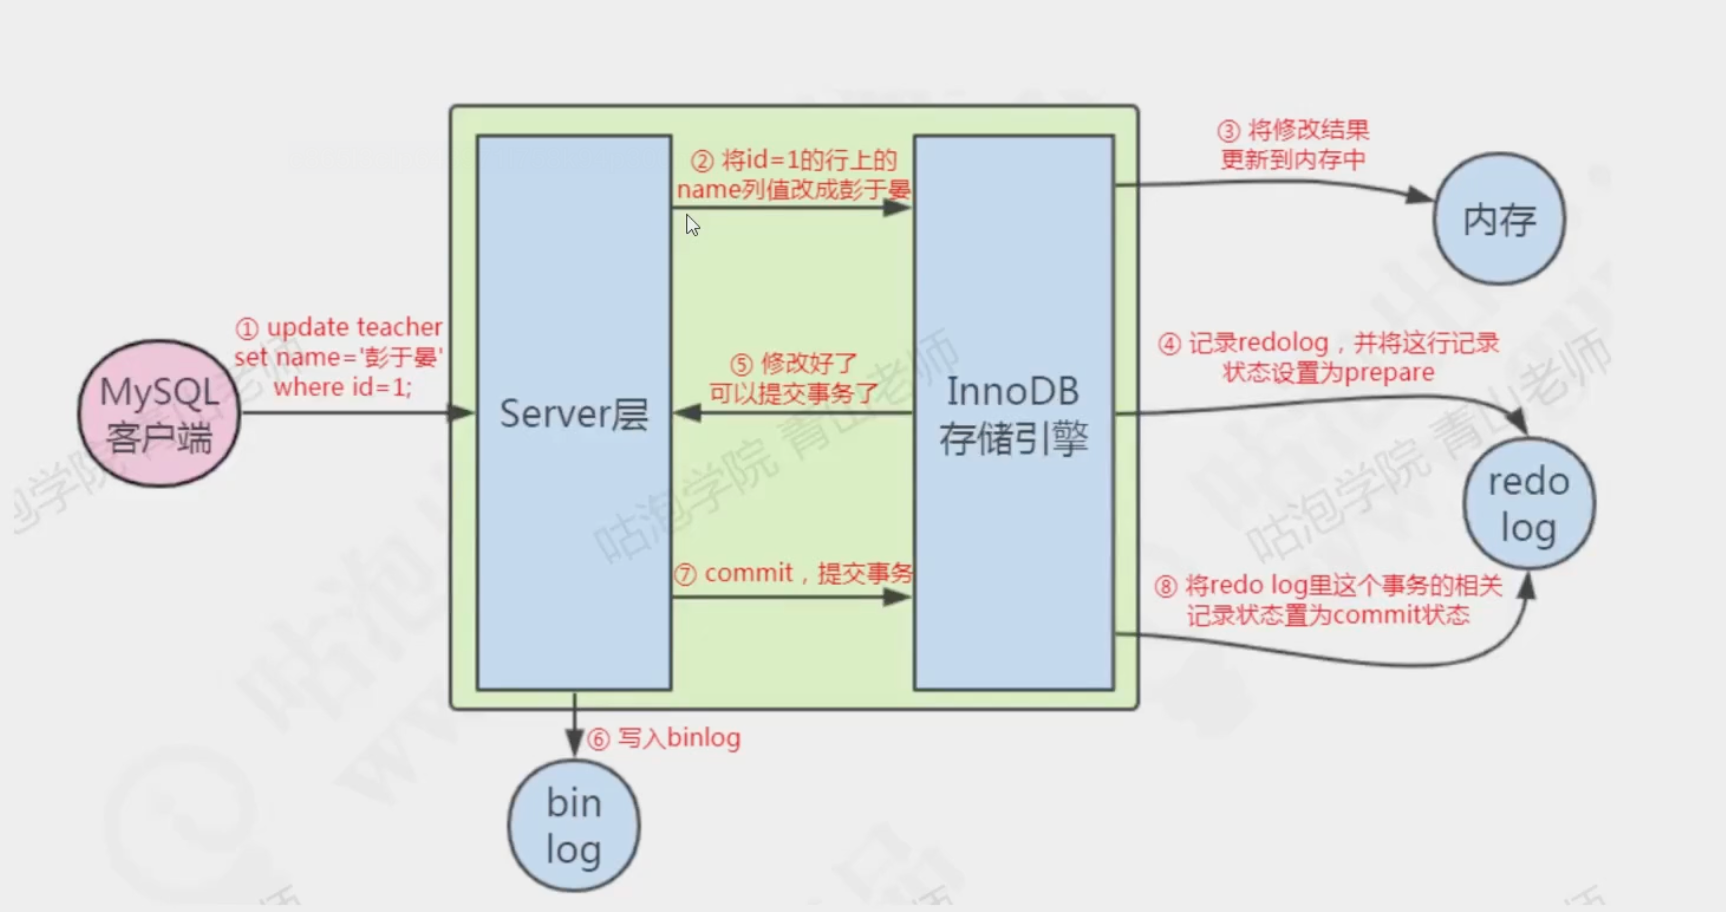 ③ 将修改结果
更新到内存中
② 将id=1的行上的
name列值改成彭于晏
内存
① update teacher
set name='彭于晏'
where id=1;
④ 记录redolog，并将这行记录
状态设置为prepare
⑤ 修改好了
可以提交事务了
MySQL
客户端
Server层
InnoDB
存储引擎
redo
log
⑦ commit，提交事务
⑧ 将redo log里这个事务的相关
记录状态置为commit状态
⑥ 写入binlog
bin
log
咕泡学院 青山老师
咕泡学院 青山老师